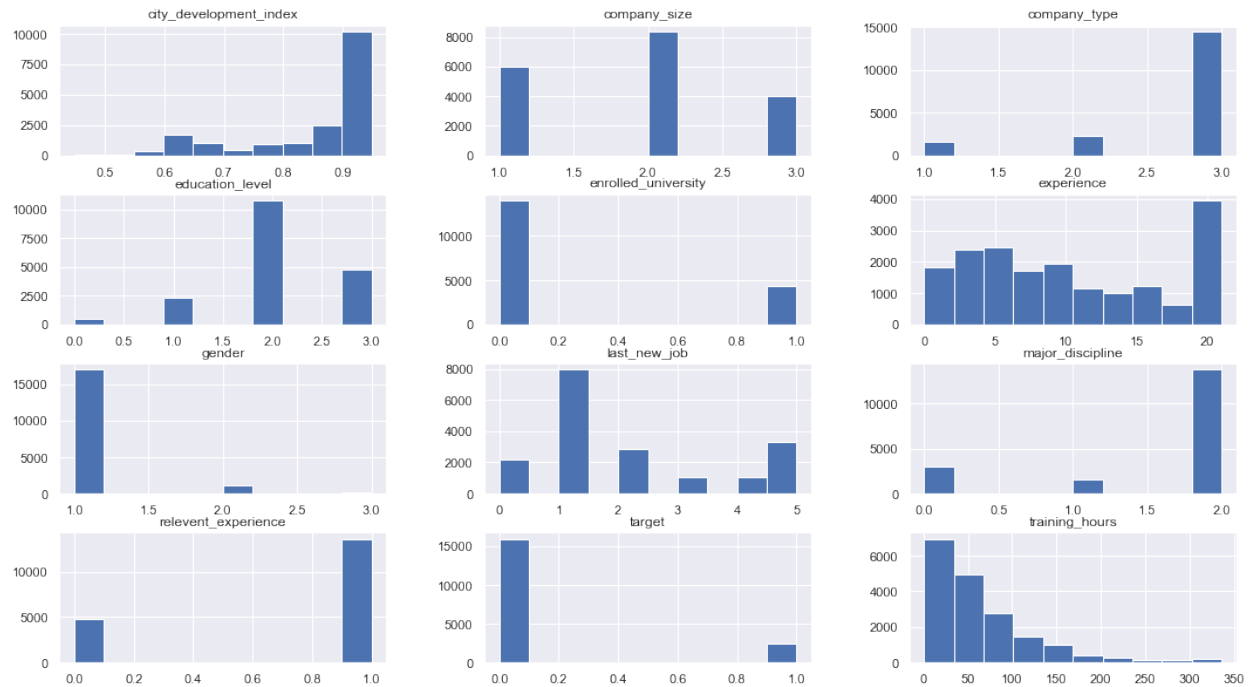 city_development_index
10000
7500
5000
2500
0
0.5 0.6 0.7 0.8 0.9
company_size
8000
6000
4000
2000
0
1.0 1.5 2.0 2.5 3.0
company_type
15000
10000
5000
0
1.0 1.5 2.0 2.5 3.0
education_level
10000
7500
5000
2500
0
0.0 0.5 1.0 1.5 2.0 2.5 3.0
enrolled_university
10000
5000
0
0.0 0.2 0.4 0.6 0.8 1.0
experience
4000
3000
2000
1000
0
0 5 10 15 20
gender
15000
10000
5000
0
1.0 1.5 2.0 2.5 3.0
last_new_job
8000
6000
4000
2000
0
0 1 2 3 4 5
major_discipline
10000
5000
0
0.0 0.5 1.0 1.5 2.0
relevent_experience
10000
5000
0
0.0 0.2 0.4 0.6 0.8 1.0
target
15000
10000
5000
0
0.0 0.2 0.4 0.6 0.8 1.0
training_hours
6000
4000
2000
0
0 50 100 150 200 250 300 350